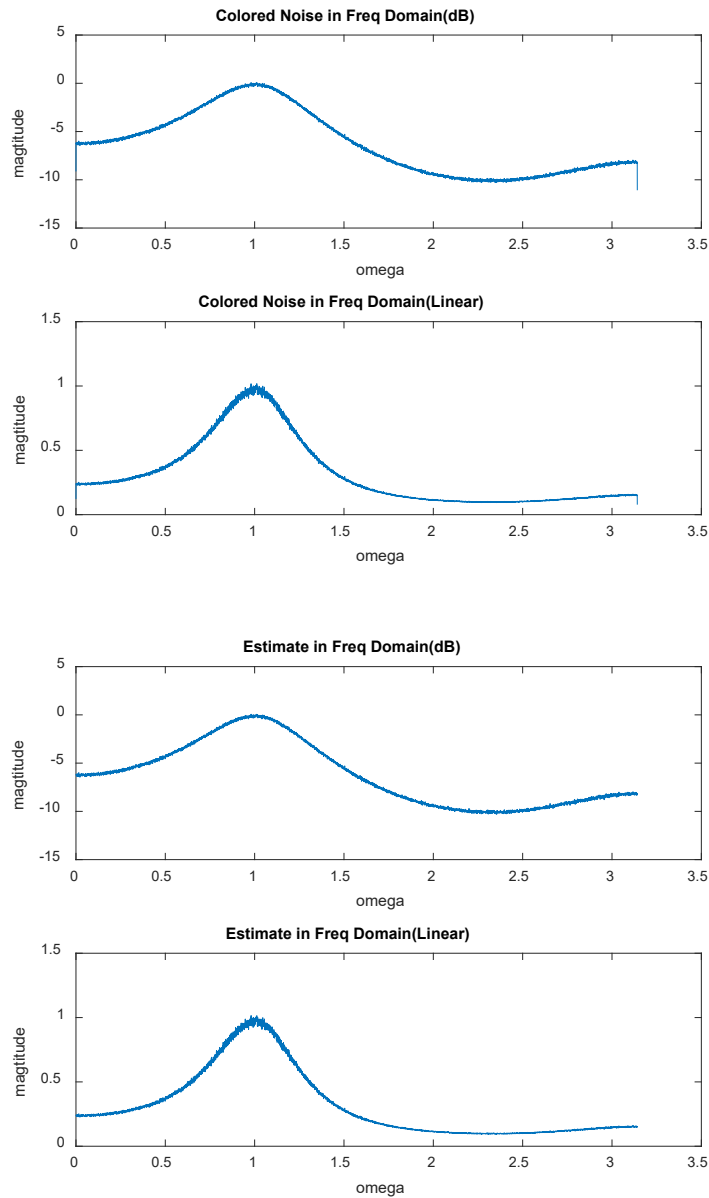 Colored Noise in Freq Domain(dB)
5
0
-5
-10
-15
magtitude
0 0.5 1 1.5 2 2.5 3 3.5
omega
Colored Noise in Freq Domain(Linear)
1.5
1
0.5
0
magtitude
0 0.5 1 1.5 2 2.5 3 3.5
omega
Estimate in Freq Domain(dB)
5
0
-5
-10
-15
magtitude
0 0.5 1 1.5 2 2.5 3 3.5
omega
Estimate in Freq Domain(Linear)
1.5
1
0.5
0
magtitude
0 0.5 1 1.5 2 2.5 3 3.5
omega